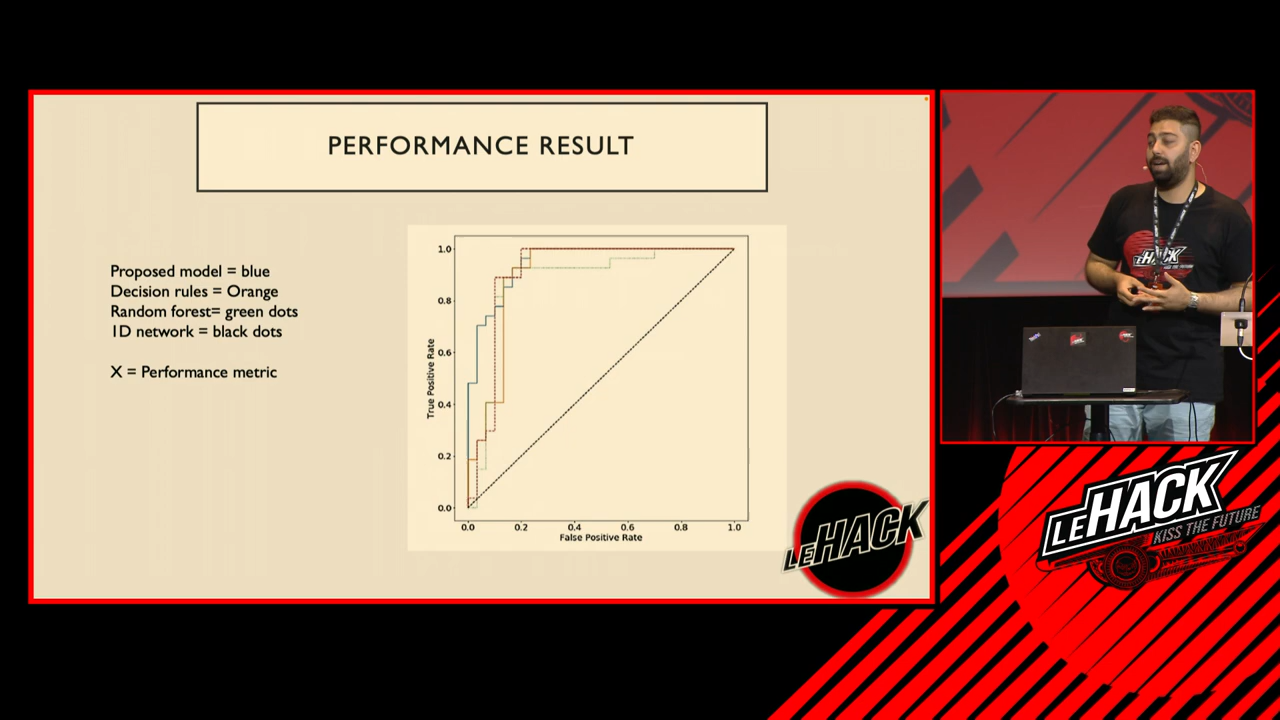 PERFORMANCE RESULT
Proposed model = blue
Decision rules = Orange
Random forest= green dots
1D network = black dots
X = Performance metric
True Positive Rate
1.0
0.8
0.6
0.4
0.2
0.0
0.0 0.2 0.4 0.6 0.8 1.0
False Positive Rate
LEHACK
LEHACK
LEHACK
KISS THE FUTURE